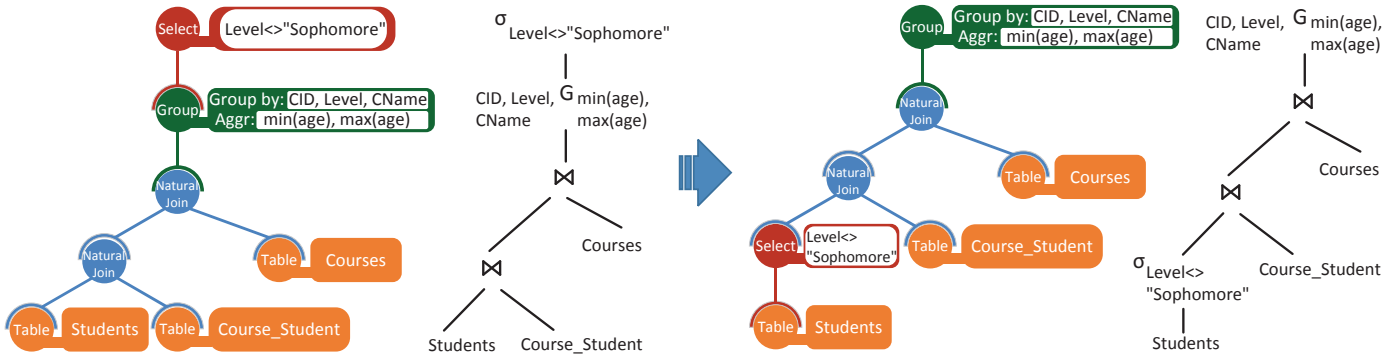 Select
Level<>"Sophomore"
Group
Group by: CID, Level, CName
Aggr: min(age), max(age)
Natural
Join
Natural
Join
Table
Courses
Table
Students
Table
Course_Student
σ
Level<>"Sophomore"
CID, Level, G min(age),
CName max(age)
⋈
Courses
⋈
Students
Course_Student
Group
Group by: CID, Level, CName
Aggr: min(age), max(age)
Natural
Join
Natural
Join
Table
Courses
Select
Level<>
"Sophomore"
Table
Course_Student
Table
Students
CID, Level, G min(age),
CName max(age)
⋈
Courses
⋈
σ
Level<>
"Sophomore"
Course_Student
Students